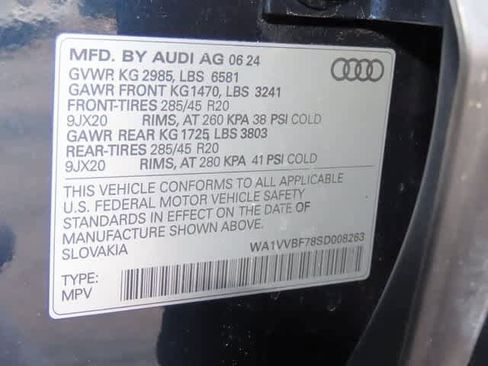 MFD. BY AUDI AG 06 24
GVWR KG 2985, LBS 6581
GAWR FRONT KG1470, LBS 3241
FRONT-TIRES 285/45 R20
9JX20 RIMS, AT 260 KPA 38 PSI COLD
GAWR REAR KG 1725, LBS 3803
REAR-TIRES 285/45 R20
9JX20 RIMS, AT 280 KPA 41 PSI COLD
THIS VEHICLE CONFORMS TO ALL APPLICABLE
U.S. FEDERAL MOTOR VEHICLE SAFETY
STANDARD IN EFFECT ON THE DATE OF
MANUFACTURE SHOWN ABOVE.
SLOVAKIA WA1VVBF78SD008263
TYPE:
MPV